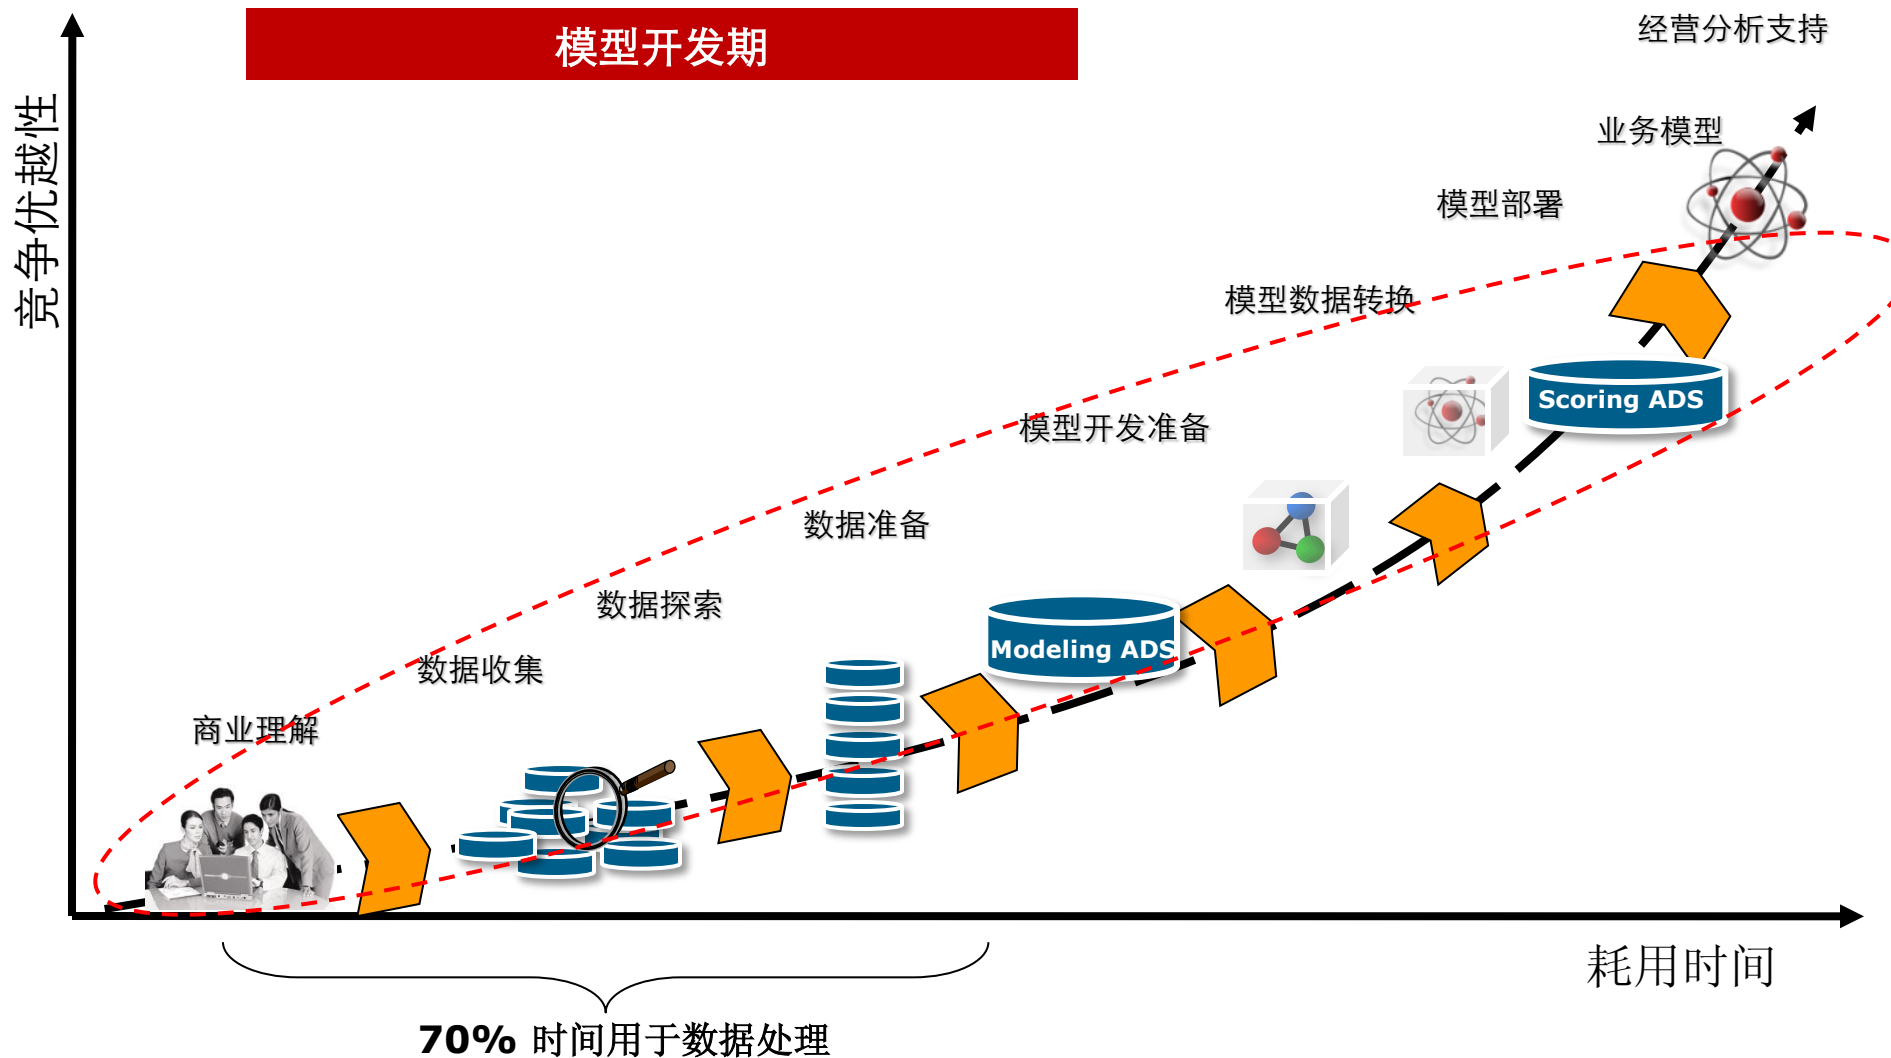 模型开发期
经营分析支持
竞争优越性
业务模型
模型部署
模型数据转换
Scoring ADS
模型开发准备
数据准备
数据探索
Modeling ADS
数据收集
商业理解
耗用时间
70% 时间用于数据处理